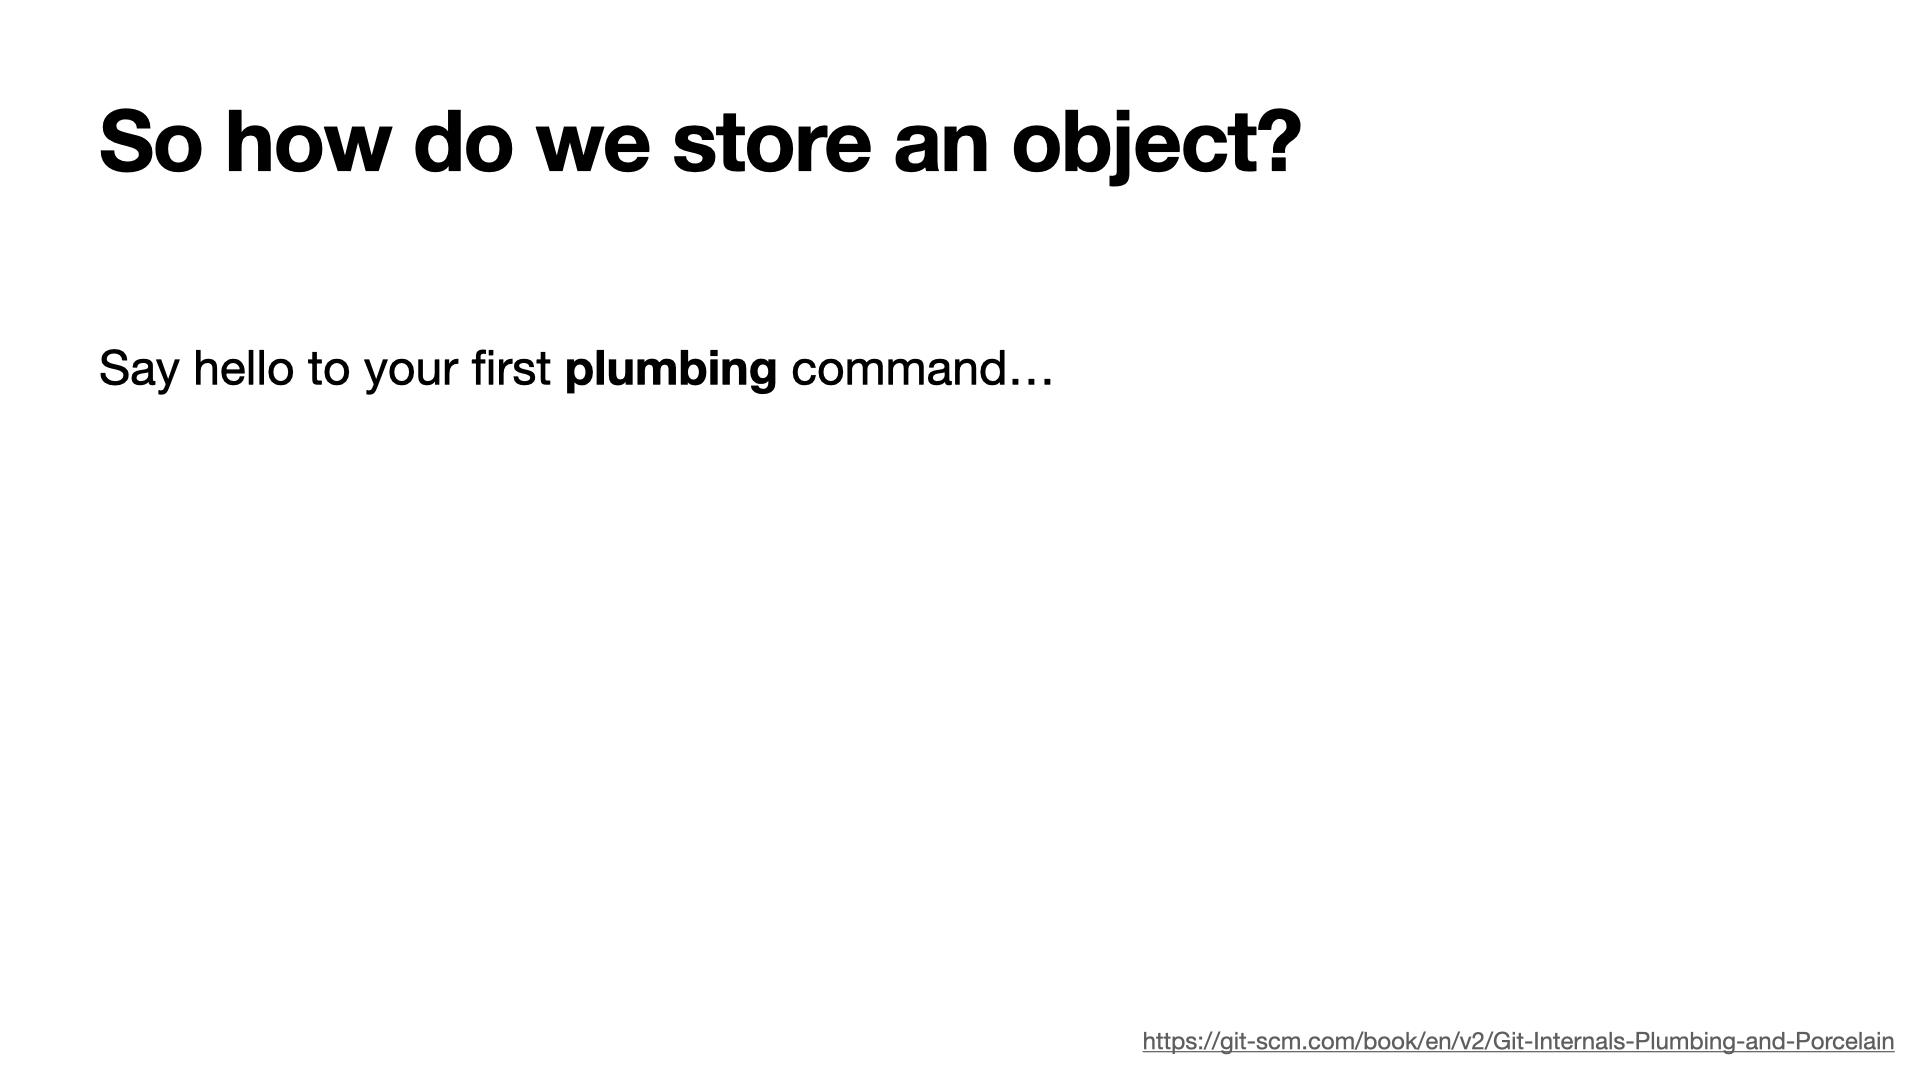 So how do we store an object?
Say hello to your first plumbing command…
https://git-scm.com/book/en/v2/Git-Internals-Plumbing-and-Porcelain